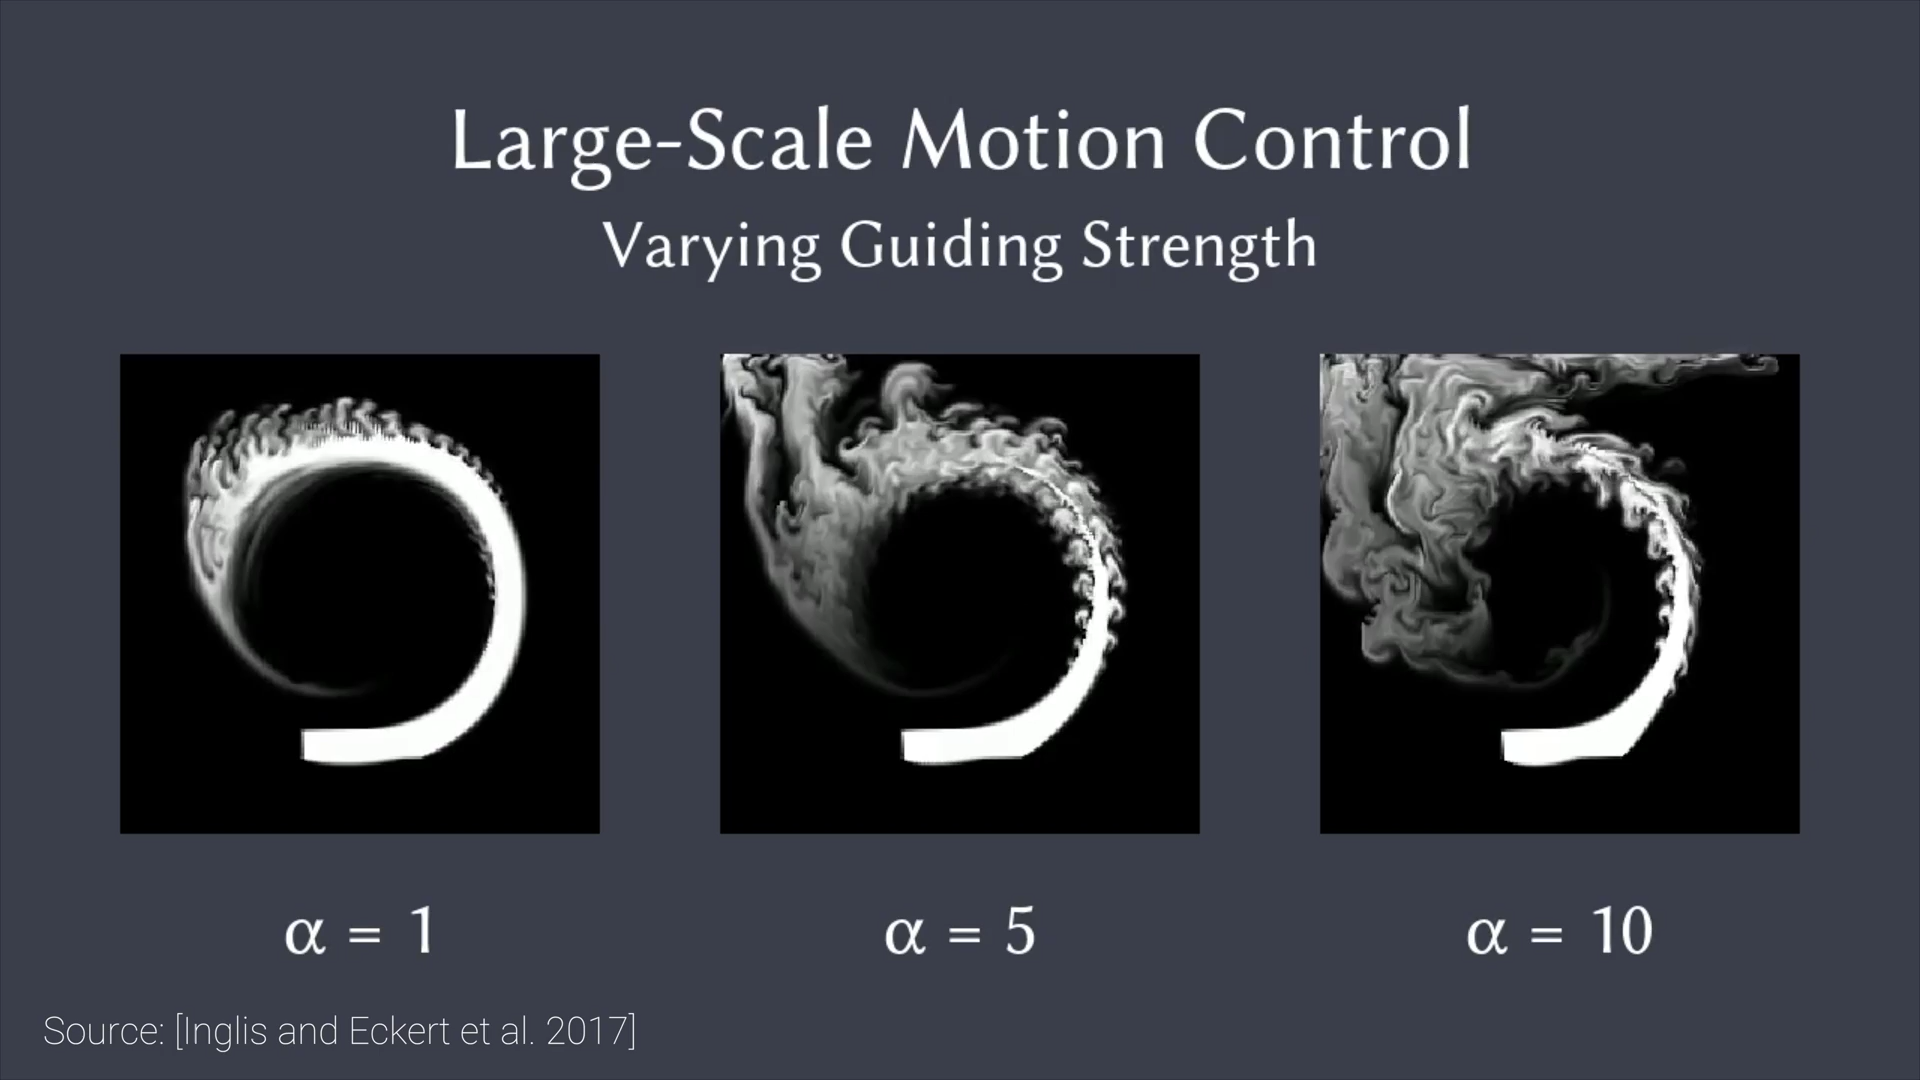 Large-Scale Motion Control
Varying Guiding Strength
α = 1
α = 5
α = 10
Source: [Inglis and Eckert et al. 2017]